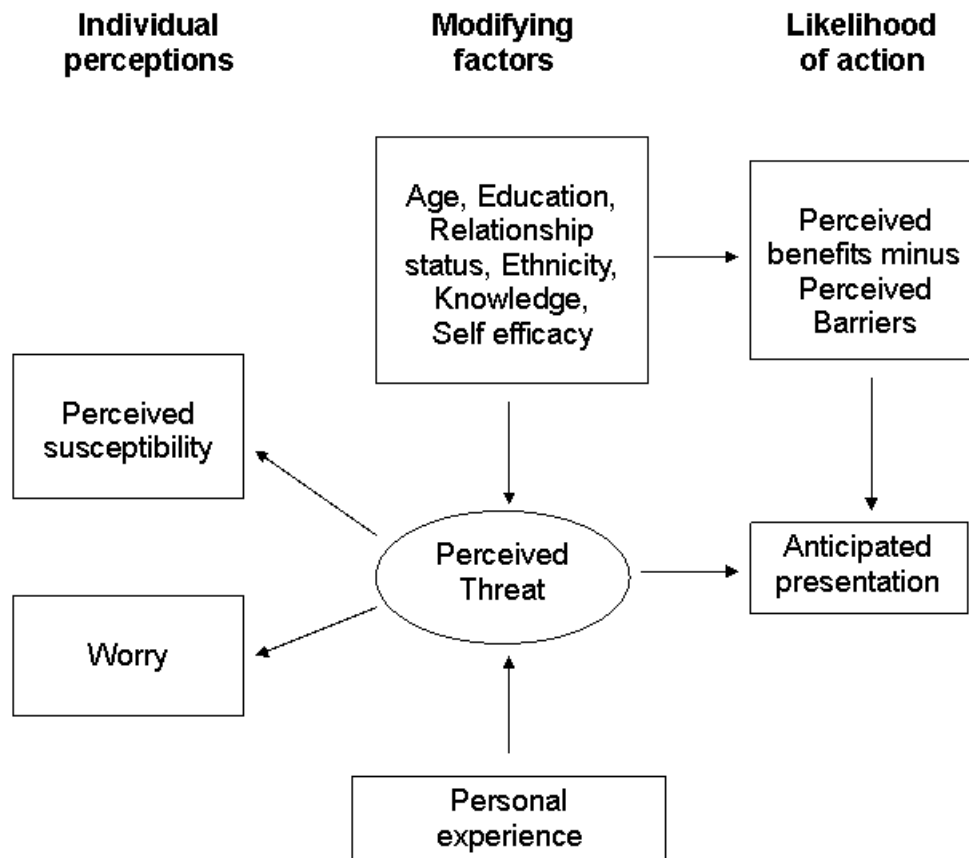 Individual
perceptions
Modifying
factors
Likelihood
of action
Age, Education,
Relationship
status, Ethnicity,
Knowledge,
Self efficacy
Perceived
benefits minus
Perceived
Barriers
Perceived
susceptibility
Perceived
Threat
Anticipated
presentation
Worry
Personal
experience